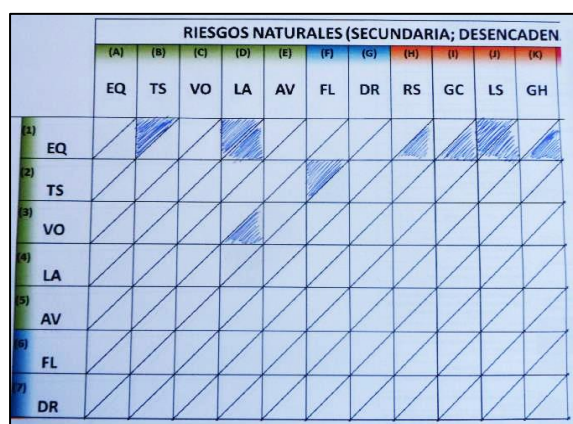 RIESGOS NATURALES (SECUNDARIA; DESENCADEN
(A) (B) (C) (D) (E) (F) (G) (H) (I) (J) (K)
EQ TS VO LA AV FL DR RS GC LS GH
(1) EQ
(2) TS
(3) VO
(4) LA
(5) AV
(6) FL
(7) DR